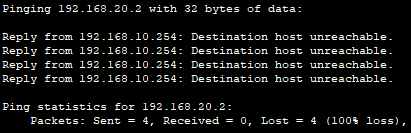 Pinging 192.168.20.2 with 32 bytes of data:
Reply from 192.168.10.254: Destination host unreachable.
Reply from 192.168.10.254: Destination host unreachable.
Reply from 192.168.10.254: Destination host unreachable.
Reply from 192.168.10.254: Destination host unreachable.
Ping statistics for 192.168.20.2:
Packets: Sent = 4, Received = 0, Lost = 4 (100% loss),